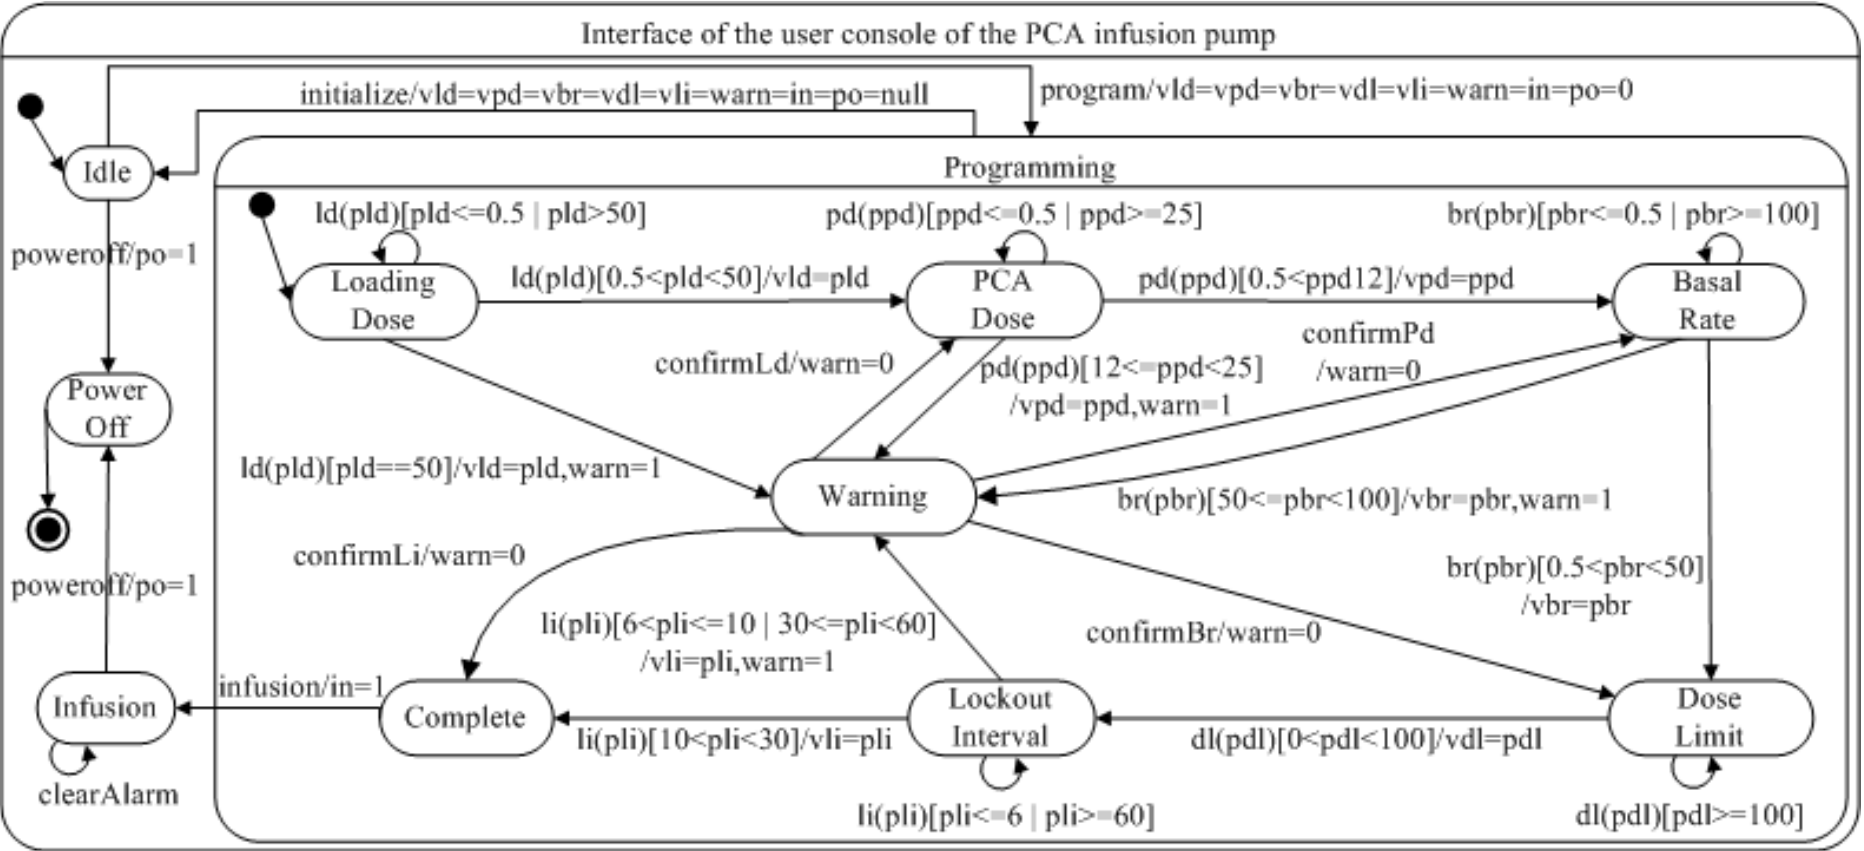 Interface of the user console of the PCA infusion pump
initialize/vld=vpd=vbr=vdl=vli=warn=in=po=null
program/vld=vpd=vbr=vdl=vli=warn=in=po=0
Idle
Programming
ld(pld)[pld<=0.5 | pld>50]
pd(ppd)[ppd<=0.5 | ppd>=25]
br(pbr)[pbr<=0.5 | pbr>=100]
poweroff/po=1
Loading
Dose
ld(pld)[0.5<pld<50]/vld=pld
PCA
Dose
pd(ppd)[0.5<ppd12]/vpd=ppd
Basal
Rate
confirmLd/warn=0
pd(ppd)[12<=ppd<25]
/vpd=ppd,warn=1
confirmPd
/warn=0
Power
Off
ld(pld)[pld==50]/vld=pld,warn=1
Warning
br(pbr)[50<=pbr<100]/vbr=pbr,warn=1
confirmLi/warn=0
poweroff/po=1
br(pbr)[0.5<pbr<50]
/vbr=pbr
li(pli)[6<pli<=10 | 30<=pli<60]
/vli=pli,warn=1
confirmBr/warn=0
Infusion
infusion/in=1
Complete
li(pli)[10<pli<30]/vli=pli
Lockout
Interval
dl(pdl)[0<pdl<100]/vdl=pdl
Dose
Limit
clearAlarm
li(pli)[pli<=6 | pli>=60]
dl(pdl)[pdl>=100]